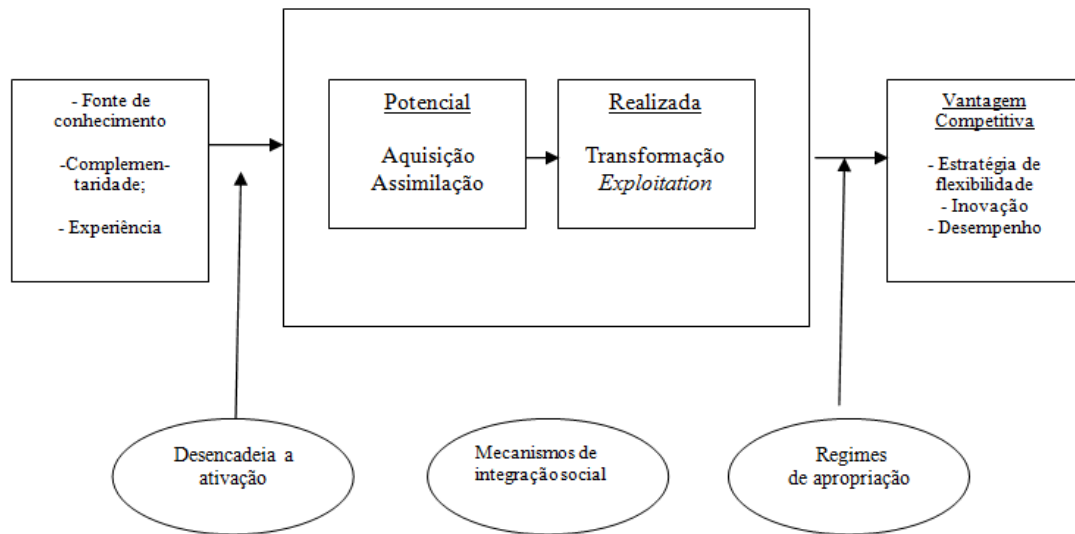 - Fonte de
conhecimento
-Complemen-
taridade;
- Experiência
Potencial
Aquisição
Assimilação
Realizada
Transformação
Exploitation
Vantagem
Competitiva
- Estratégia de
flexibilidade
- Inovação
- Desempenho
Desencadeia a
ativação
Mecanismos de
integração social
Regimes
de apropriação